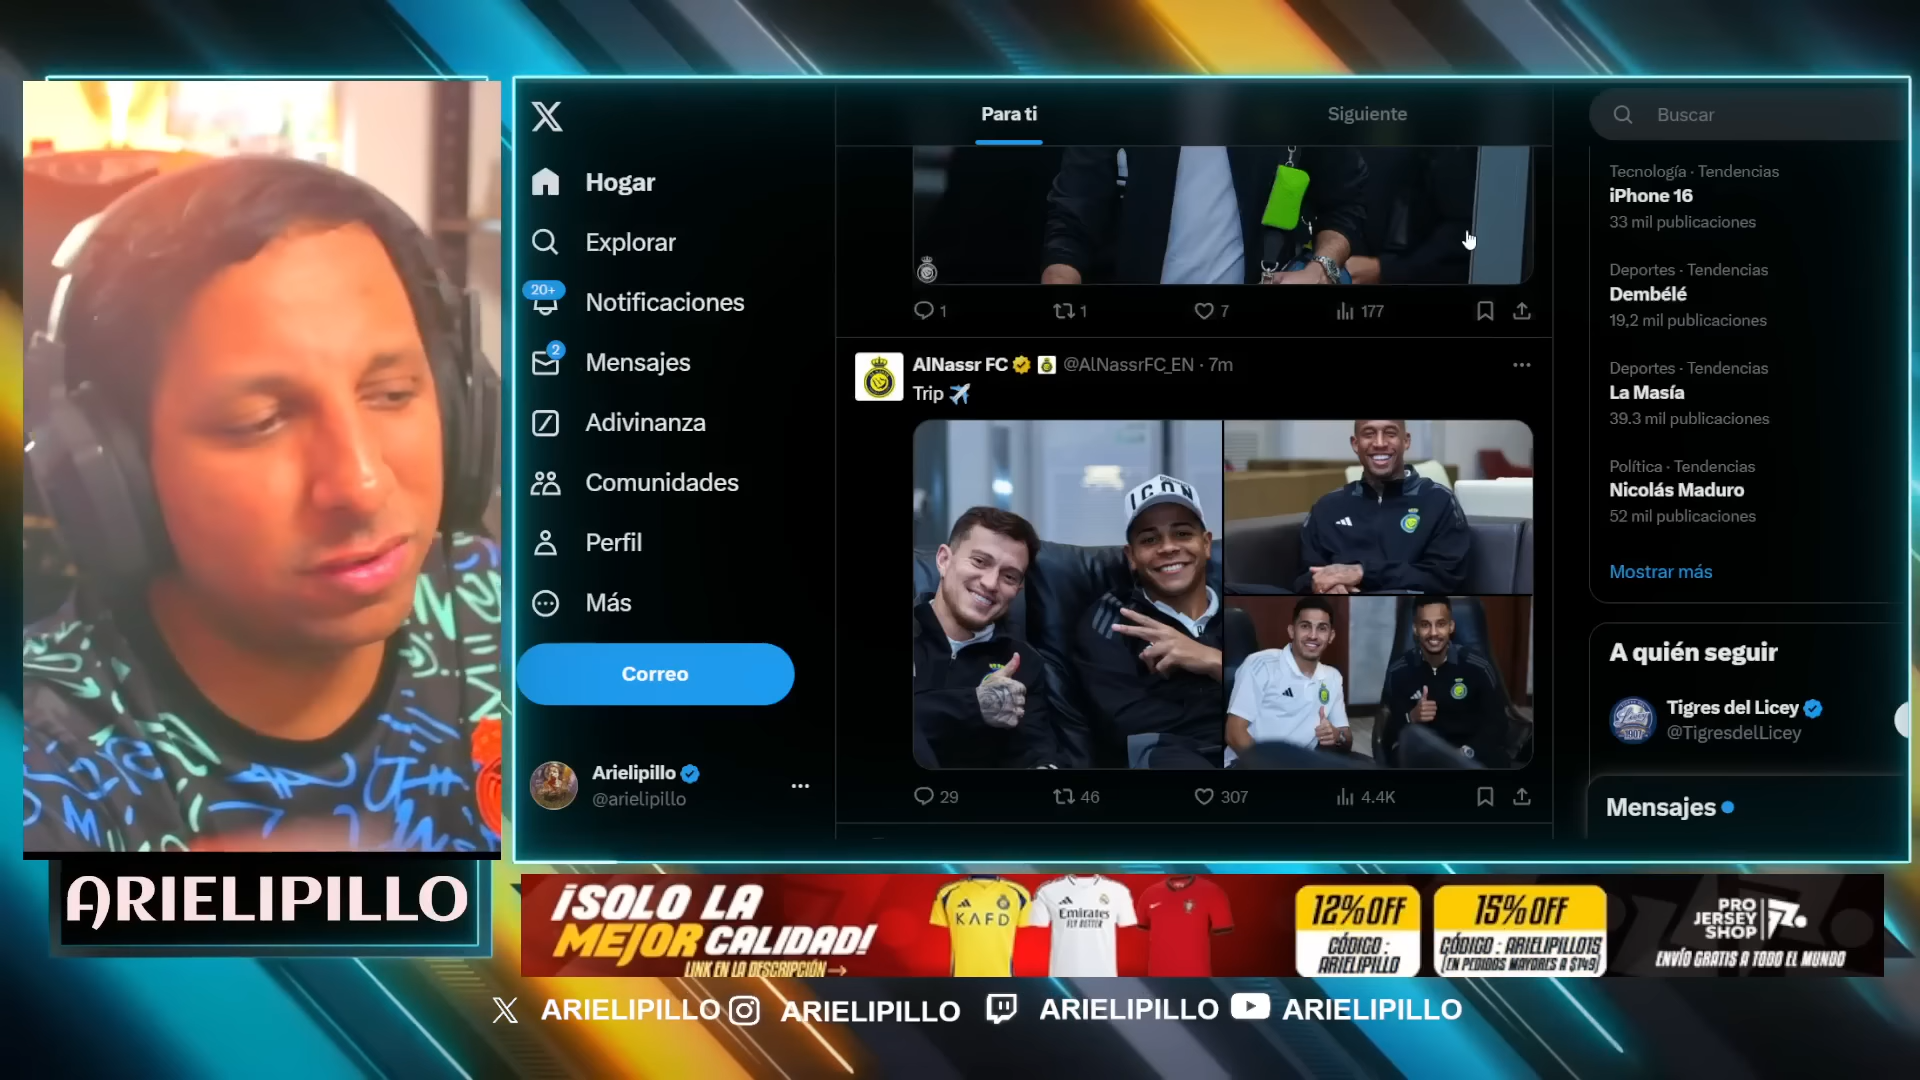 Para ti
Siguiente
Buscar
Hogar
Explorar
20+
Notificaciones
2
Mensajes
Adivinanza
Comunidades
Perfil
Más
Correo
Arielipillo
@arielipillo
1
1
7
177
AlNassr FC @AlNassrFC_EN · 7m
Trip
ICON
29
46
307
4.4K
Tecnología · Tendencias
iPhone 16
33 mil publicaciones
Deportes · Tendencias
Dembélé
19,2 mil publicaciones
Deportes · Tendencias
La Masía
39.3 mil publicaciones
Política · Tendencias
Nicolás Maduro
52 mil publicaciones
Mostrar más
A quién seguir
Tigres del Licey
@TigresdelLicey
Mensajes
ARIELIPILLO
¡SOLO LA
MEJOR CALIDAD!
LINK EN LA DESCRIPCIÓN
KAFD
Emirates
FLY BETTER
12% OFF
CÓDIGO :
ARIELIPILLO
15% OFF
CÓDIGO : ARIELIPILLO15
(EN PEDIDOS MAYORES A $149)
PRO
JERSEY
SHOP
ENVÍO GRATIS A TODO EL MUNDO
ARIELIPILLO
ARIELIPILLO
ARIELIPILLO
ARIELIPILLO